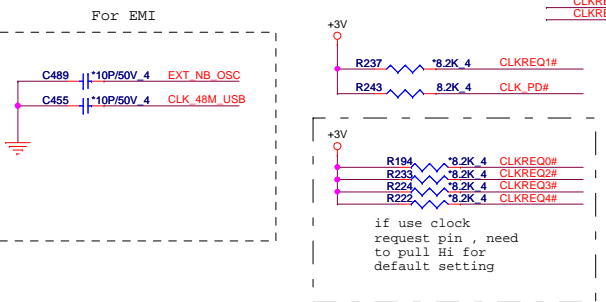 CLKRE
CLKRE
For EMI
+3V
R237 *8.2K_4 CLKREQ1#
C489 *10P/50V_4 EXT_NB_OSC
R243 8.2K_4 CLK_PD#
C455 *10P/50V_4 CLK_48M_USB
+3V
R194 *8.2K_4 CLKREQ0#
R233 *8.2K_4 CLKREQ2#
R224 *8.2K_4 CLKREQ3#
R222 *8.2K_4 CLKREQ4#
if use clock
request pin , need
to pull Hi for
default setting